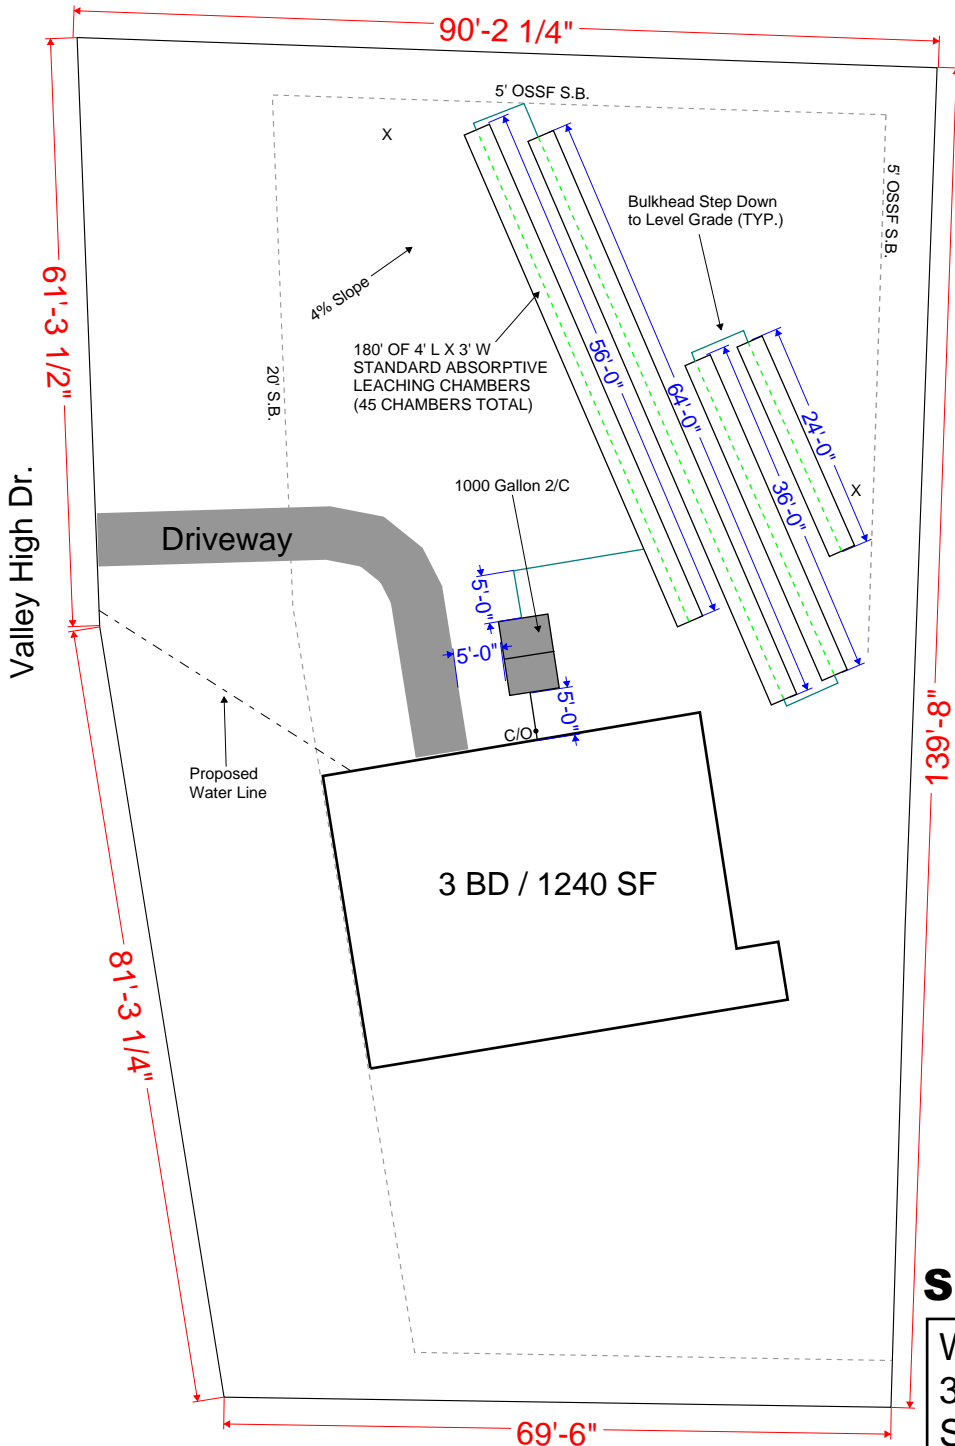 90'-2 1/4"
5' OSSF S.B.
X
5' OSSF S.B.
Bulkhead Step Down
to Level Grade (TYP.)
4% Slope
61'-3 1/2"
180' OF 4' L X 3' W
STANDARD ABSORPTIVE
LEACHING CHAMBERS
(45 CHAMBERS TOTAL)
56'-0"
64'-0"
24'-0"
36'-0"
20' S.B.
X
1000 Gallon 2/C
Valley High Dr.
Driveway
5'-0"
5'-0"
5'-0"
C/O
139'-8"
Proposed
Water Line
3 BD / 1240 SF
81'-3 1/4"
69'-6"
S
W
3
S